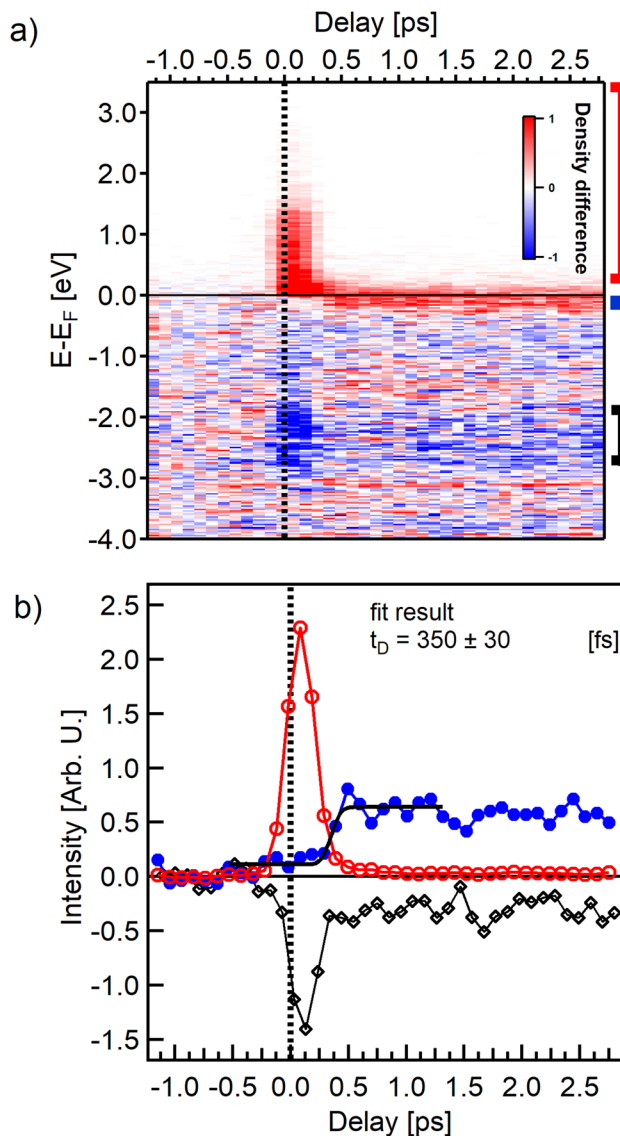 a)
Delay [ps]
-1.0 -0.5 0.0 0.5 1.0 1.5 2.0 2.5
3.0
2.0
1.0
0.0
-1.0
-2.0
-3.0
-4.0
E-E_F [eV]
1
0
-1
Density difference
b)
fit result
t_D = 350 ± 30 [fs]
2.5
2.0
1.5
1.0
0.5
0.0
-0.5
-1.0
-1.5
Intensity [Arb. U.]
-1.0 -0.5 0.0 0.5 1.0 1.5 2.0 2.5
Delay [ps]